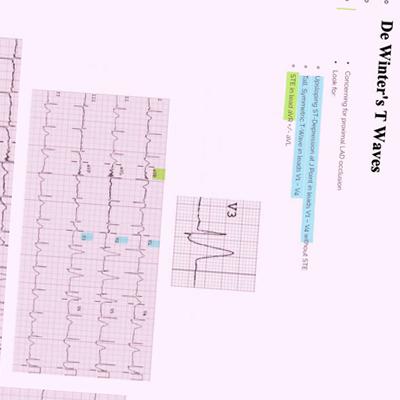 De Winter's T Waves
Concerning for proximal LAD occlusion
Look for
Upsloping ST-Depression at J Point in leads V1 - V4 without STE
Tall, Symmetric T-Wave in leads V1 - V4
STE in lead aVR +/- aVL
V3